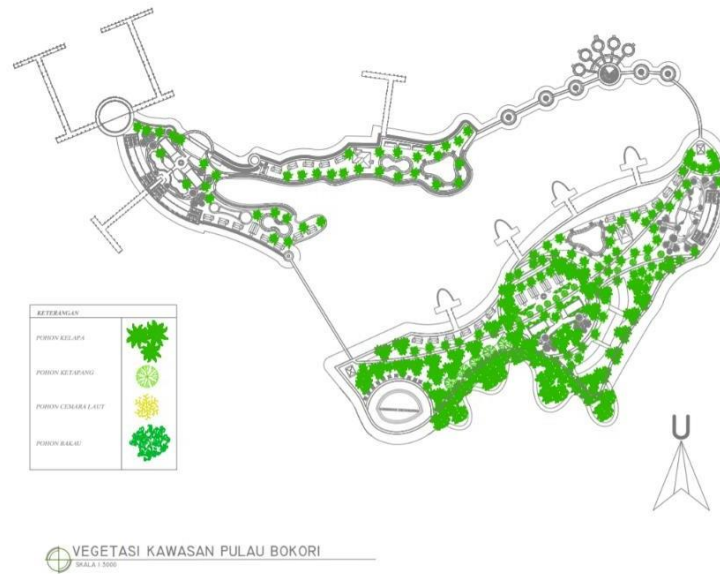 KETERANGAN
POHON KELAPA
POHON KETAPANG
POHON CEMARA LAUT
POHON BAKAU
U
VEGETASI KAWASAN PULAU BOKORI
SKALA 1:5000